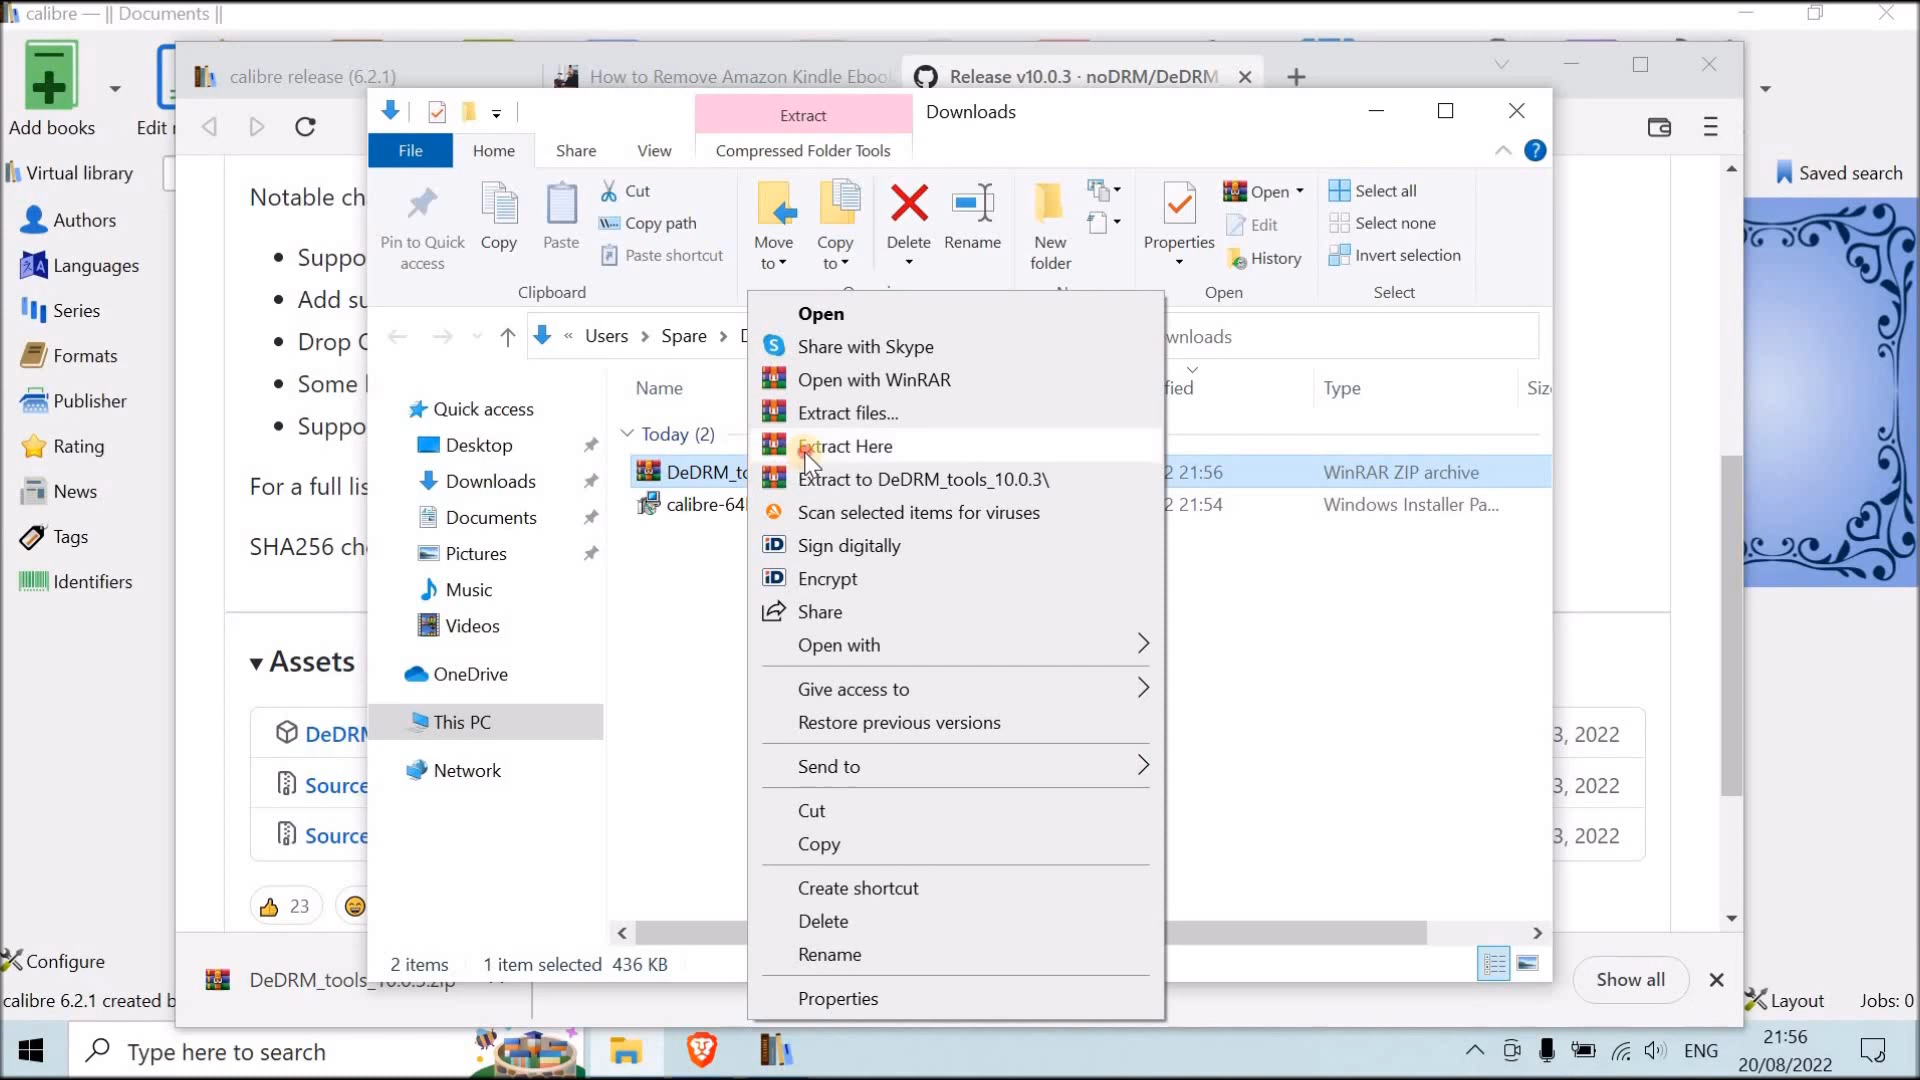 calibre — || Documents ||
calibre release (6.2.1)
How to Remove Amazon Kindle Eboo
Release v10.0.3 · noDRM/DeDRM
Add books
Edit
Extract
Downloads
File
Home
Share
View
Compressed Folder Tools
Virtual library
Saved search
Authors
Languages
Series
Formats
Publisher
Rating
News
Tags
Identifiers
Configure
Notable ch
Suppo
Add su
Drop
Some
Suppo
For a full lis
SHA256 che
Assets
DeDRM
Source
Source
3, 2022
3, 2022
3, 2022
23
Pin to Quick access
Copy
Paste
Cut
Copy path
Paste shortcut
Clipboard
Move to
Copy to
Delete
Rename
New folder
Properties
Open
Edit
History
Open
Select all
Select none
Invert selection
Select
« Users > Spare >
wnloads
Name
fied
Type
Siz
Quick access
Desktop
Downloads
Documents
Pictures
Music
Videos
OneDrive
This PC
Network
Today (2)
DeDRM_to
2 21:56
WinRAR ZIP archive
calibre-64
2 21:54
Windows Installer Pa...
Open
Share with Skype
Open with WinRAR
Extract files...
Extract Here
Extract to DeDRM_tools_10.0.3\
Scan selected items for viruses
Sign digitally
Encrypt
Share
Open with
Give access to
Restore previous versions
Send to
Cut
Copy
Create shortcut
Delete
Rename
Properties
2 items
1 item selected 436 KB
DeDRM_tools_10.0.3.zip
Show all
calibre 6.2.1 created b
Layout
Jobs: 0
Type here to search
ENG
21:56
20/08/2022